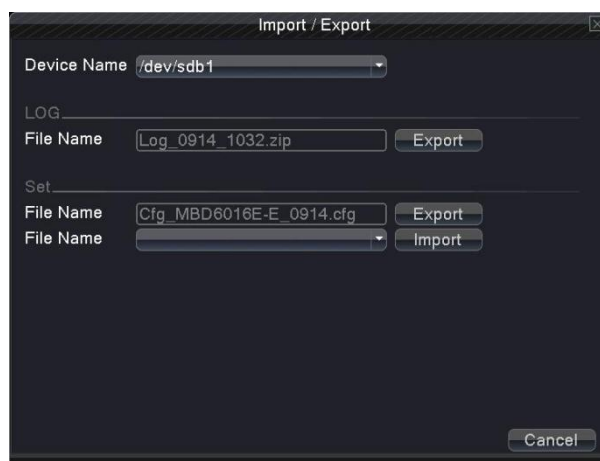 Import / Export
Device Name /dev/sdb1
LOG
File Name Log_0914_1032.zip Export
Set
File Name Cfg_MBD6016E-E_0914.cfg Export
File Name Import
Cancel